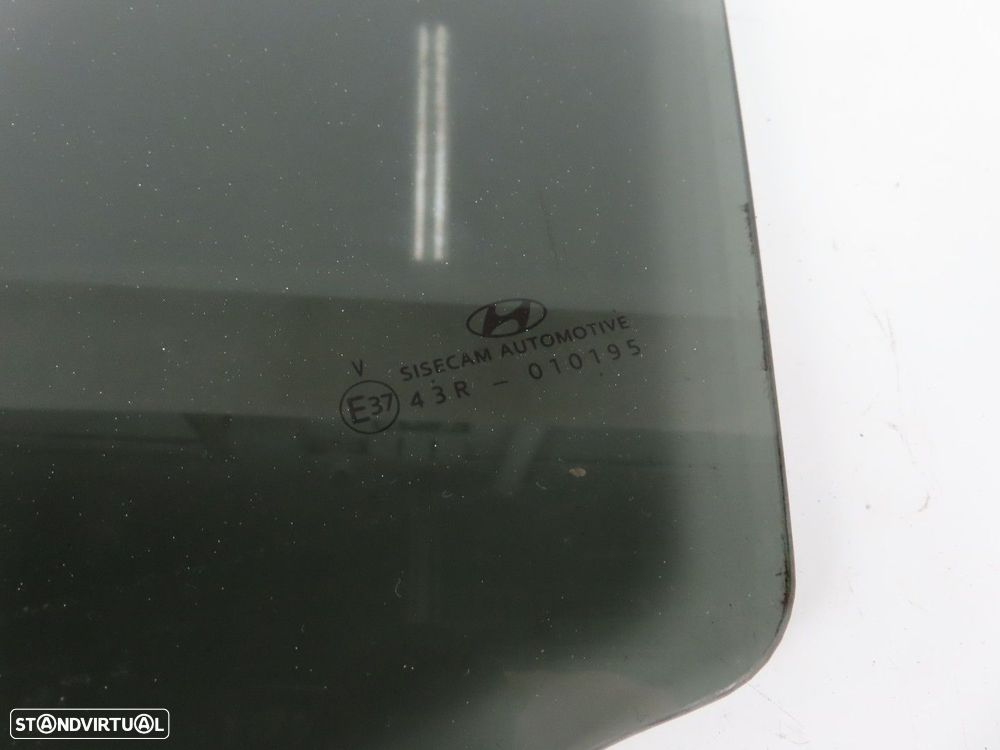 V SISECAM AUTOMOTIVE
E37 43R - 010195
STANDVIRTUAL